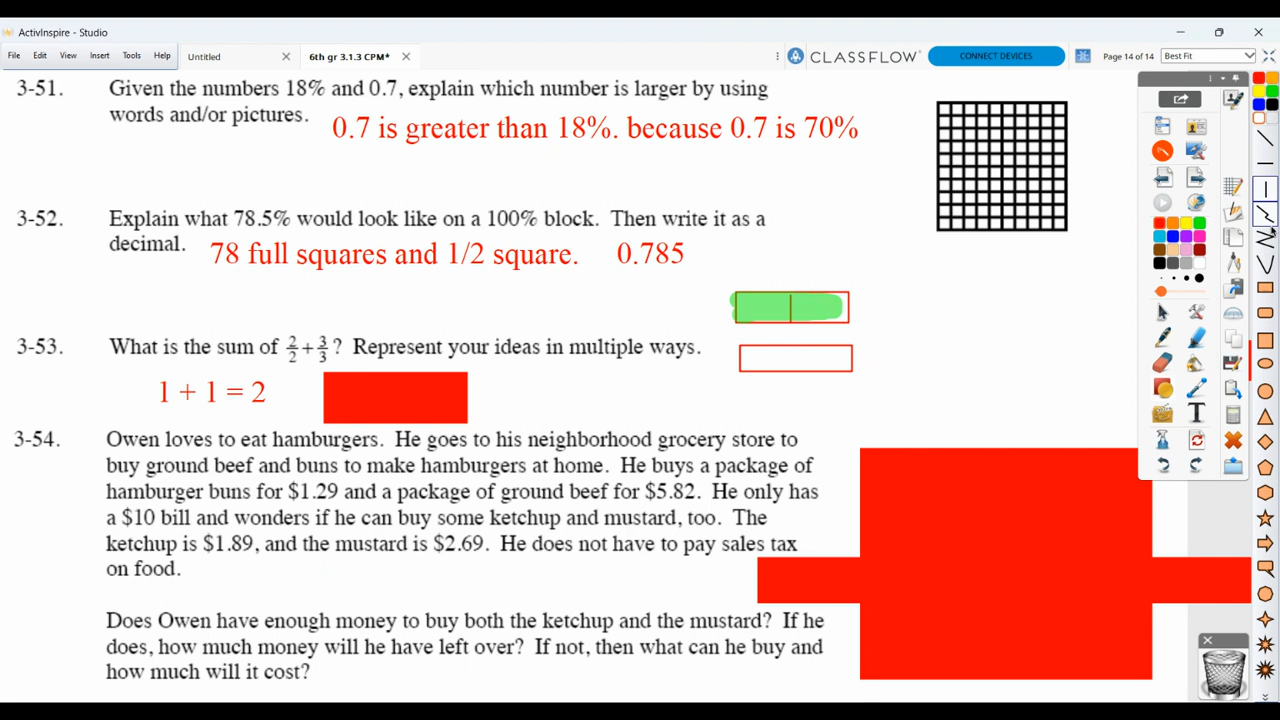 ActivInspire - Studio
File Edit View Insert Tools Help
Untitled
6th gr 3.1.3 CPM*
CLASSFLOW
CONNECT DEVICES
Page 14 of 14
Best Fit
3-51. Given the numbers 18% and 0.7, explain which number is larger by using
words and/or pictures.
0.7 is greater than 18%. because 0.7 is 70%
3-52. Explain what 78.5% would look like on a 100% block. Then write it as a
decimal.
78 full squares and 1/2 square. 0.785
3-53. What is the sum of 2/2 + 3/3? Represent your ideas in multiple ways.
1 + 1 = 2
3-54. Owen loves to eat hamburgers. He goes to his neighborhood grocery store to
buy ground beef and buns to make hamburgers at home. He buys a package of
hamburger buns for $1.29 and a package of ground beef for $5.82. He only has
a $10 bill and wonders if he can buy some ketchup and mustard, too. The
ketchup is $1.89, and the mustard is $2.69. He does not have to pay sales tax
on food.
Does Owen have enough money to buy both the ketchup and the mustard? If he
does, how much money will he have left over? If not, then what can he buy and
how much will it cost?